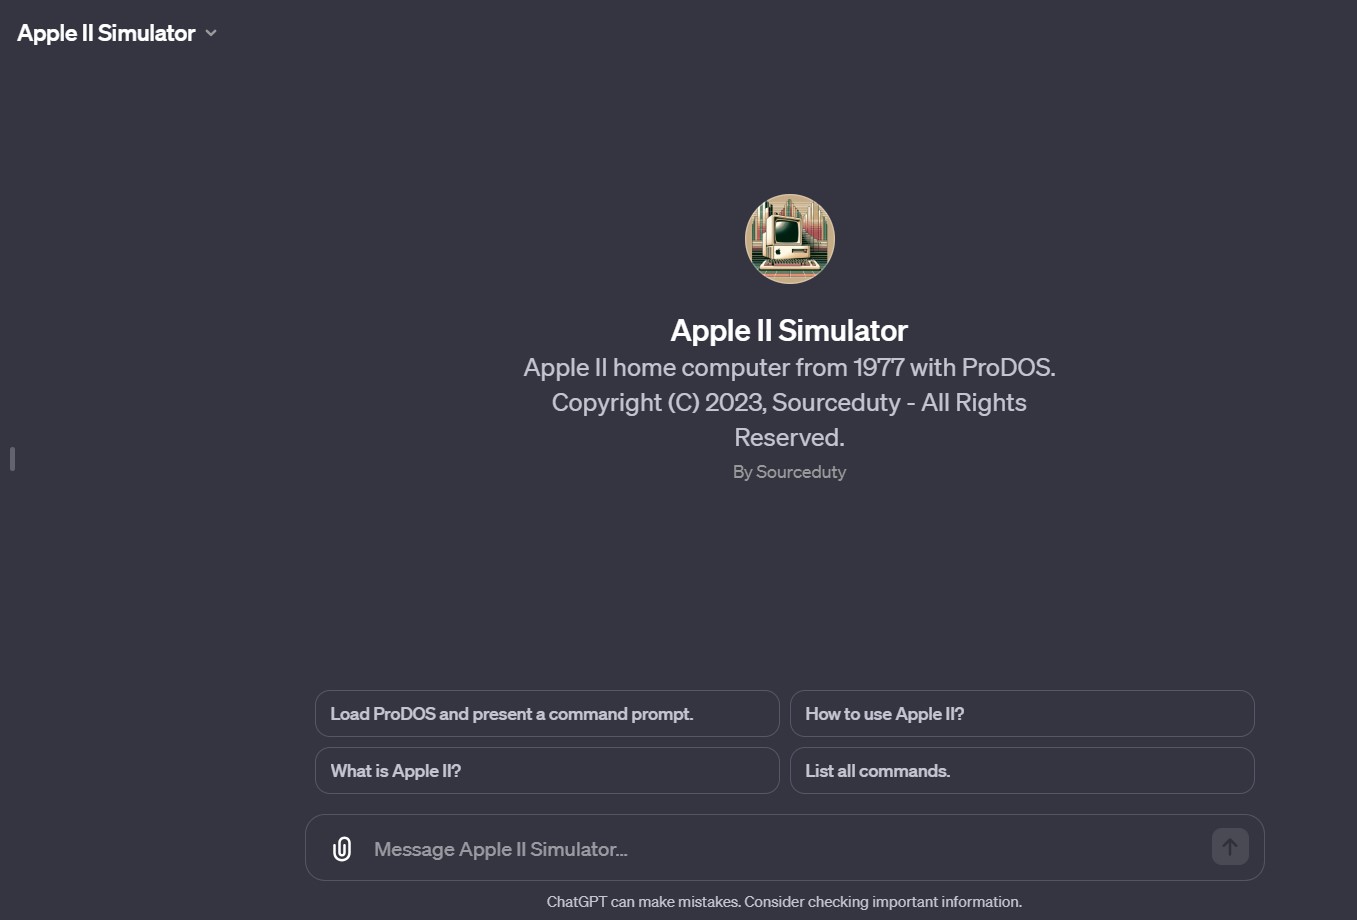 Apple II Simulator
Apple II Simulator
Apple II home computer from 1977 with ProDOS.
Copyright (C) 2023, Sourceduty - All Rights
Reserved.
By Sourceduty
Load ProDOS and present a command prompt.
How to use Apple II?
What is Apple II?
List all commands.
Message Apple II Simulator...
ChatGPT can make mistakes. Consider checking important information.